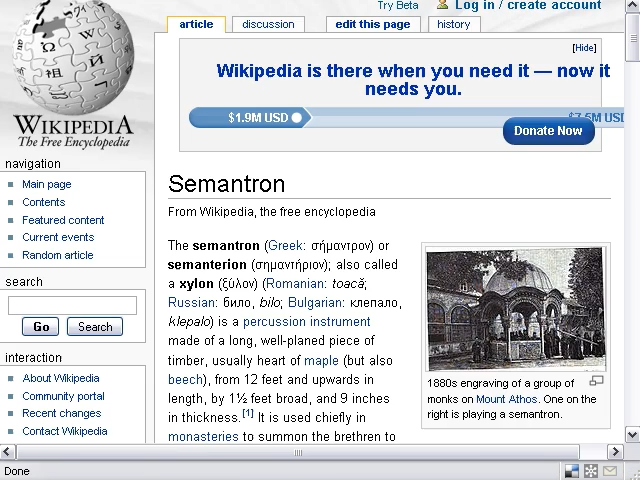 Try Beta Log in / create account
article discussion edit this page history
[Hide]
Wikipedia is there when you need it — now it
needs you.
$1.9M USD $7.5M USD
Donate Now
WIKIPEDIA
The Free Encyclopedia
navigation
Main page
Contents
Featured content
Current events
Random article
search
Go Search
interaction
About Wikipedia
Community portal
Recent changes
Contact Wikipedia
Semantron
From Wikipedia, the free encyclopedia
The semantron (Greek: σήμαντρον) or
semanterion (σημαντήριον); also called
a xylon (ξύλον) (Romanian: toacă;
Russian: било, bilo; Bulgarian: клепало,
klepalo) is a percussion instrument
made of a long, well-planed piece of
timber, usually heart of maple (but also
beech), from 12 feet and upwards in
length, by 1½ feet broad, and 9 inches
in thickness.[1] It is used chiefly in
monasteries to summon the brethren to
1880s engraving of a group of
monks on Mount Athos. One on the
right is playing a semantron.
Done